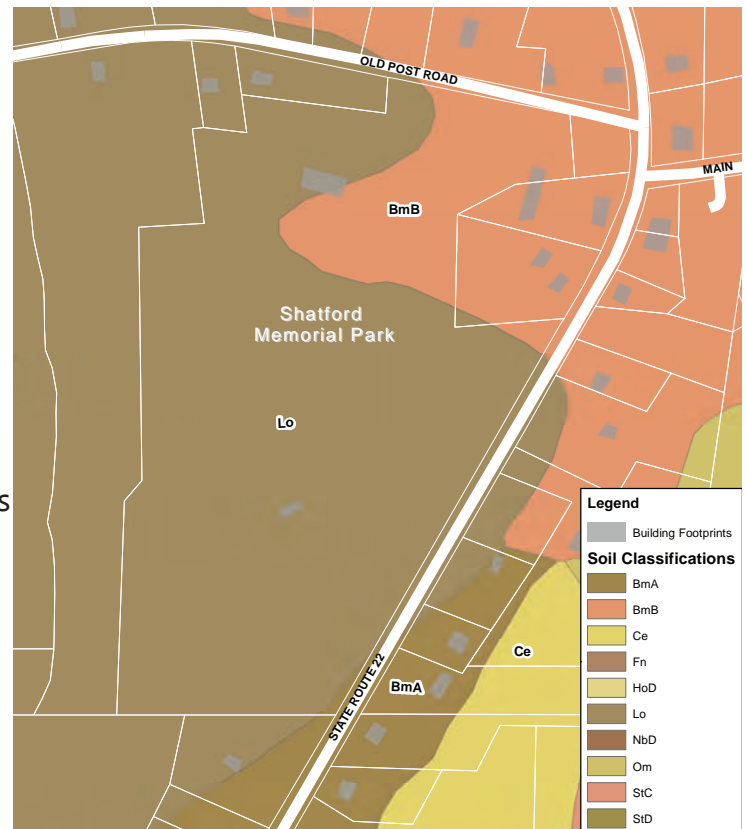 OLD POST ROAD
MAIN
BmB
Shatford
Memorial Park
Lo
s
Ce
BmA
STATE ROUTE 22
Legend
Building Footprints
Soil Classifications
BmA
BmB
Ce
Fn
HoD
Lo
NbD
Om
StC
StD